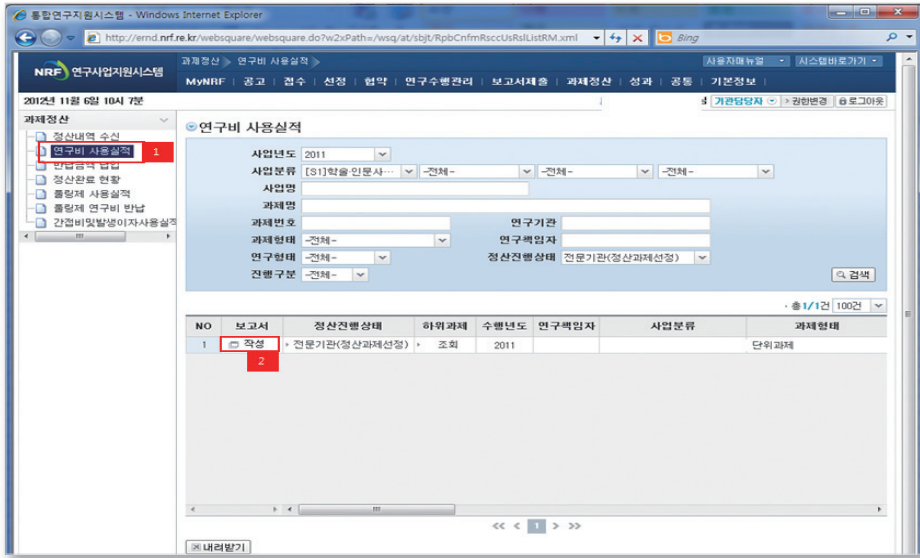 통합연구지원시스템 - Windows Internet Explorer
http://ernd.nrf.re.kr/websquare/websquare.do?w2xPath=/wsq/at/sbjt/RpbCnfmRsccUsRslListRM.xml
Bing
NRF 연구사업지원시스템
과제정산 연구비 사용실적
사용자매뉴얼 시스템바로가기
MyNRF 공고 접수 선정 협약 연구수행관리 보고서제출 과제정산 성과 공통 기본정보
2012년 11월 6일 10시 7분
기관담당자 권한변경 로그아웃
과제정산
정산내역 수신
연구비 사용실적 1
반납금액 납입
정산완료 현황
풀링제 사용실적
풀링제 연구비 반납
간접비및발생이자사용실적
연구비 사용실적
사업년도 2011
사업분류 [S1]학술·인문사… -전체- -전체- -전체-
사업명
과제명
과제번호 연구기관
과제형태 -전체- 연구책임자
연구형태 -전체- 정산진행상태 전문기관(정산과제선정)
진행구분 -전체-
검색
총1/1건 100건
NO 보고서 정산진행상태 하위과제 수행년도 연구책임자 사업분류 과제형태
1 작성 전문기관(정산과제선정) 조회 2011 단위과제
2
<< < 1 > >>
내려받기